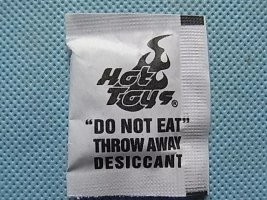 Hot
Toys®
"DO NOT EAT"
THROW AWAY
DESICCANT